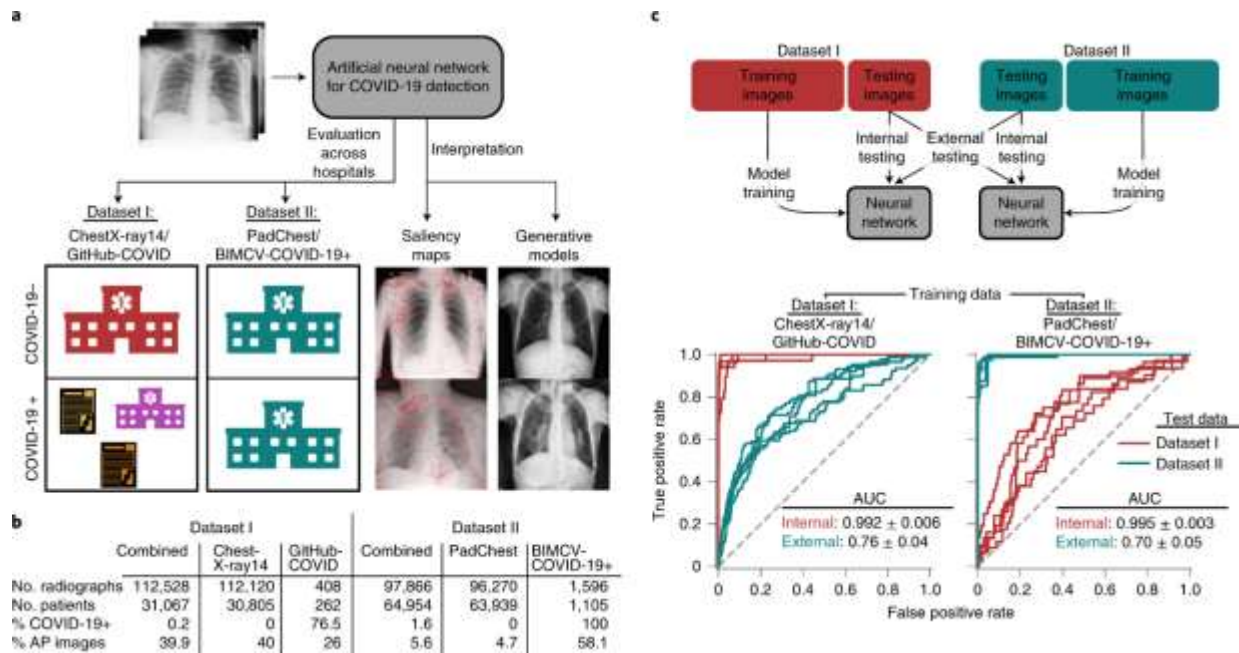 a
Artificial neural network
for COVID-19 detection
Evaluation
across
hospitals
Interpretation
Dataset I:
ChestX-ray14/
GitHub-COVID
Dataset II:
PadChest/
BIMCV-COVID-19+
Saliency
maps
Generative
models
COVID-19–
COVID-19 +
b
Dataset I Dataset II
Combined Chest-X-ray14 GitHub-COVID Combined PadChest BIMCV-COVID-19+
No. radiographs 112,528 112,120 408 97,866 96,270 1,596
No. patients 31,067 30,805 262 64,954 63,939 1,105
% COVID-19+ 0.2 0 76.5 1.6 0 100
% AP images 39.9 40 26 5.6 4.7 58.1
c
Dataset I Dataset II
Training
images
Testing
images
Testing
images
Training
images
Internal
testing
External
testing
Internal
testing
Model
training
Model
training
Neural
network
Neural
network
Training data
Dataset I:
ChestX-ray14/
GitHub-COVID
Dataset II:
PadChest/
BIMCV-COVID-19+
True positive rate
1.0
0.8
0.6
0.4
0.2
0
0.2 0.4 0.6 0.8 1.0
AUC
Internal: 0.992 ± 0.006
External: 0.76 ± 0.04
1.0
0.8
0.6
0.4
0.2
0
0.2 0.4 0.6 0.8 1.0
AUC
Internal: 0.995 ± 0.003
External: 0.70 ± 0.05
Test data
Dataset I
Dataset II
False positive rate